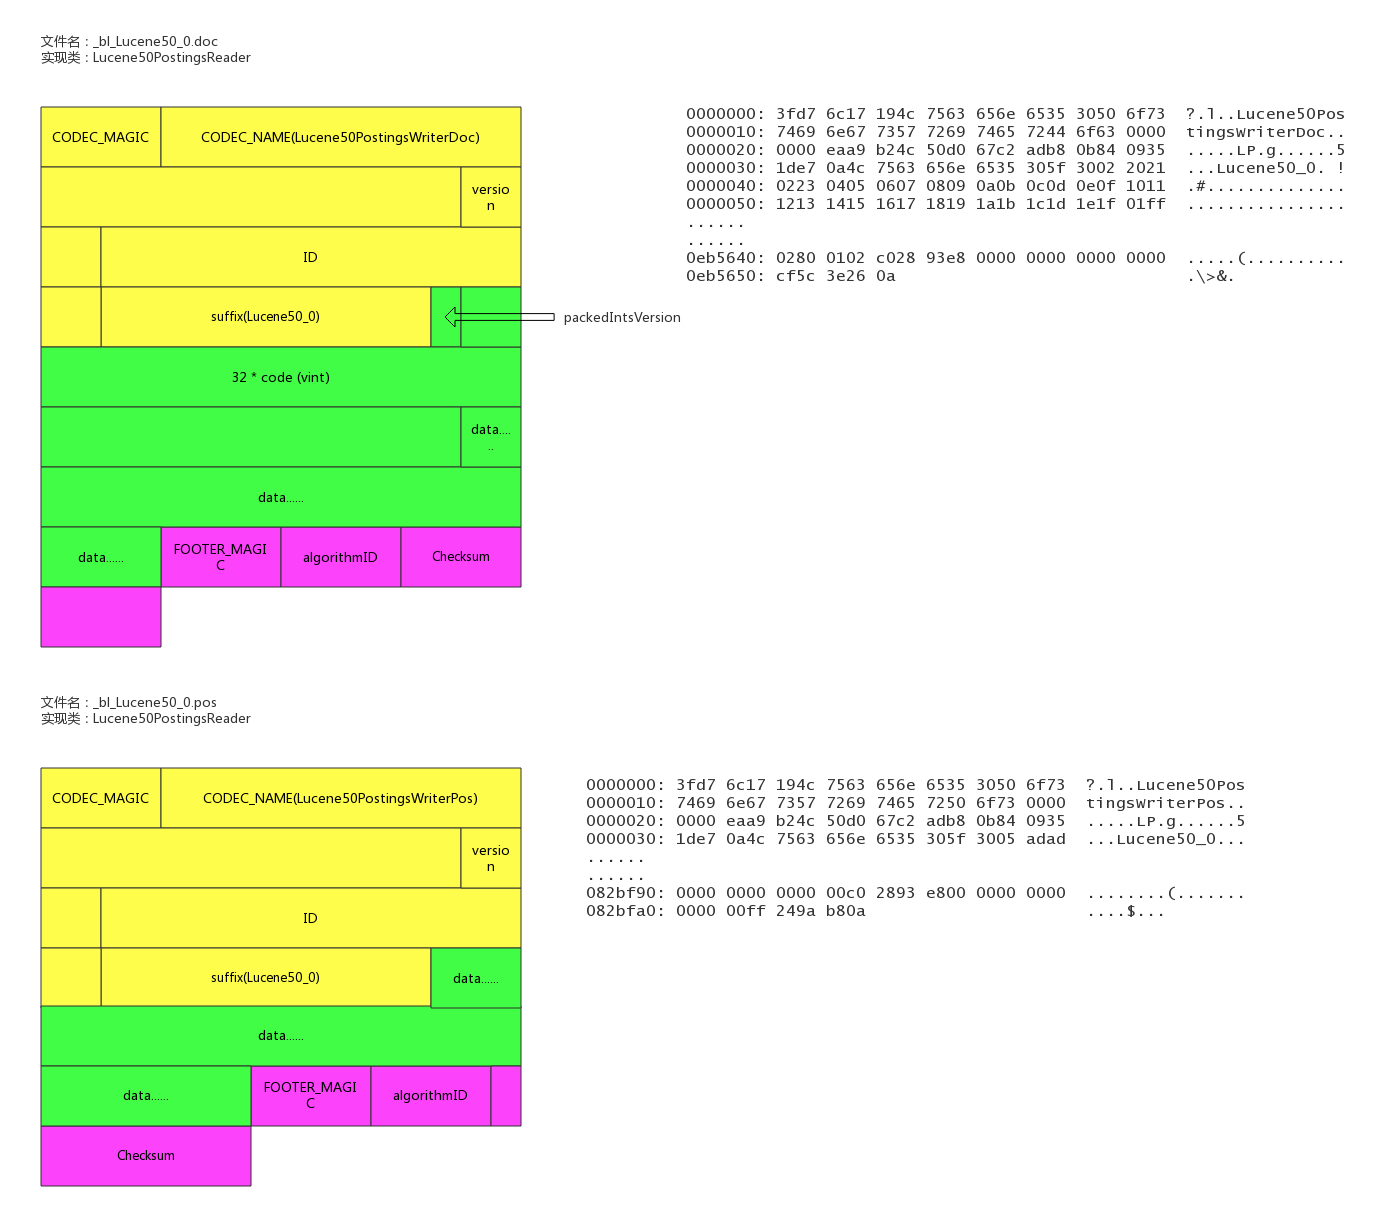 文件名：_bl_Lucene50_0.doc
实现类：Lucene50PostingsReader
CODEC_MAGIC
CODEC_NAME(Lucene50PostingsWriterDoc)
versio
n
ID
suffix(Lucene50_0)
packedIntsVersion
32 * code (vint)
data....
..
data......
data......
FOOTER_MAGI
C
algorithmID
Checksum
0000000: 3fd7 6c17 194c 7563 656e 6535 3050 6f73  ?.l..Lucene50Pos
0000010: 7469 6e67 7357 7269 7465 7244 6f63 0000  tingsWriterDoc..
0000020: 0000 eaa9 b24c 50d0 67c2 adb8 0b84 0935  .....LP.g......5
0000030: 1de7 0a4c 7563 656e 6535 305f 3002 2021  ...Lucene50_0. !
0000040: 0223 0405 0607 0809 0a0b 0c0d 0e0f 1011  .#..............
0000050: 1213 1415 1617 1819 1a1b 1c1d 1e1f 01ff  ................
......
......
0eb5640: 0280 0102 c028 93e8 0000 0000 0000 0000  .....(..........
0eb5650: cf5c 3e26 0a  .\>&.
文件名：_bl_Lucene50_0.pos
实现类：Lucene50PostingsReader
CODEC_MAGIC
CODEC_NAME(Lucene50PostingsWriterPos)
versio
n
ID
suffix(Lucene50_0)
data......
data......
data......
FOOTER_MAGI
C
algorithmID
Checksum
0000000: 3fd7 6c17 194c 7563 656e 6535 3050 6f73  ?.l..Lucene50Pos
0000010: 7469 6e67 7357 7269 7465 7250 6f73 0000  tingsWriterPos..
0000020: 0000 eaa9 b24c 50d0 67c2 adb8 0b84 0935  .....LP.g......5
0000030: 1de7 0a4c 7563 656e 6535 305f 3005 adad  ...Lucene50_0...
......
......
082bf90: 0000 0000 0000 00c0 2893 e800 0000 0000  ........(.......
082bfa0: 0000 00ff 249a b80a  ....$...